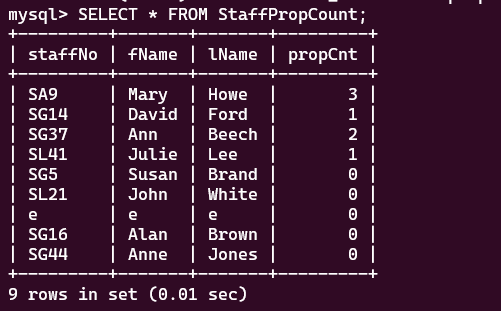 mysql> SELECT * FROM StaffPropCount;
+---------+-------+-------+---------+
| staffNo | fName | lName | propCnt |
+---------+-------+-------+---------+
| SA9     | Mary  | Howe  |       3 |
| SG14    | David | Ford  |       1 |
| SG37    | Ann   | Beech |       2 |
| SL41    | Julie | Lee   |       1 |
| SG5     | Susan | Brand |       0 |
| SL21    | John  | White |       0 |
| e       | e     | e     |       0 |
| SG16    | Alan  | Brown |       0 |
| SG44    | Anne  | Jones |       0 |
+---------+-------+-------+---------+
9 rows in set (0.01 sec)